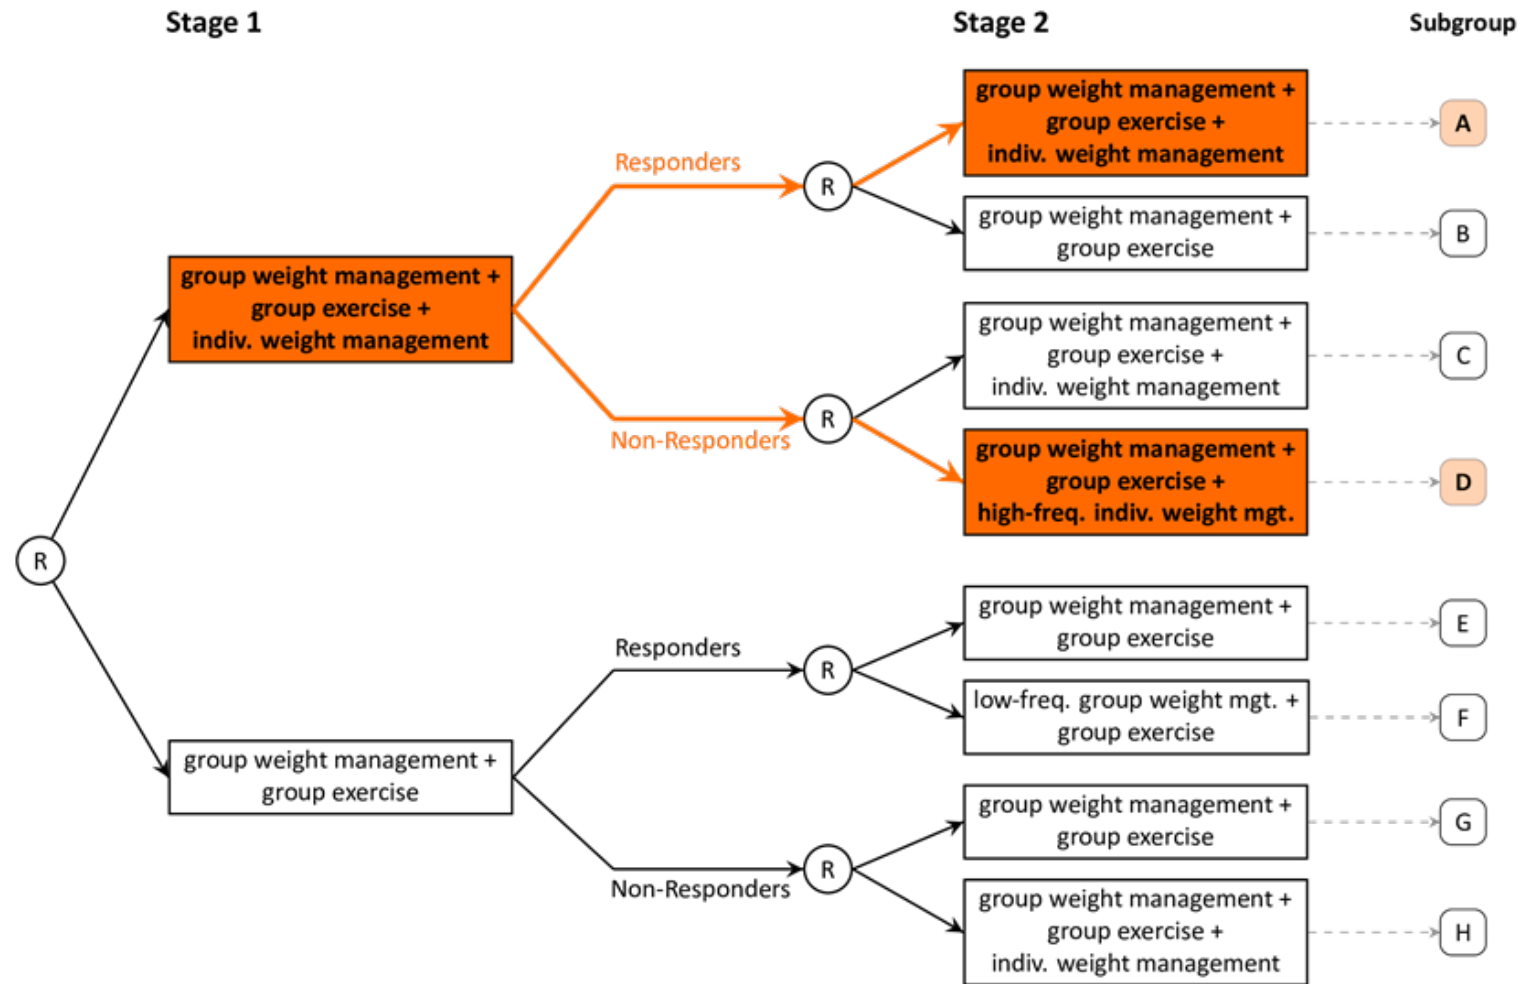 Stage 1
Stage 2
Subgroup
group weight management +
group exercise +
indiv. weight management
A
Responders
R
group weight management +
group exercise
B
group weight management +
group exercise +
indiv. weight management
group weight management +
group exercise +
indiv. weight management
C
Non-Responders
R
group weight management +
group exercise +
high-freq. indiv. weight mgt.
D
R
group weight management +
group exercise
E
Responders
R
low-freq. group weight mgt. +
group exercise
F
group weight management +
group exercise
group weight management +
group exercise
G
Non-Responders
R
group weight management +
group exercise +
indiv. weight management
H